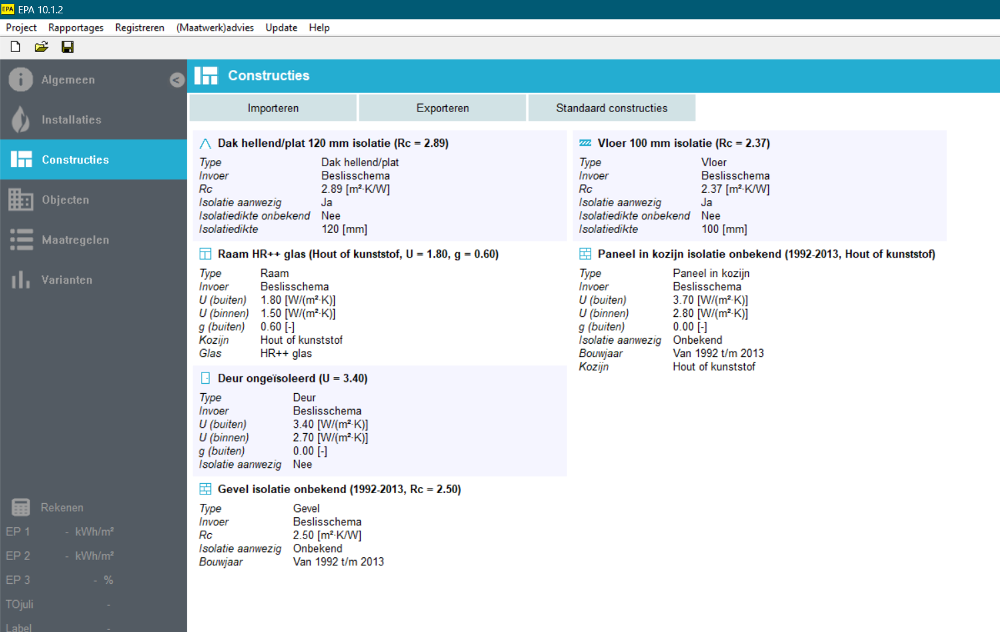 EPA EPA 10.1.2
Project Rapportages Registreren (Maatwerk)advies Update Help
Algemeen
Installaties
Constructies
Objecten
Maatregelen
Varianten
Rekenen
EP 1 - kWh/m²
EP 2 - kWh/m²
EP 3 - %
TOjuli -
Label -
Constructies
Importeren Exporteren Standaard constructies
Dak hellend/plat 120 mm isolatie (Rc = 2.89)
Type Dak hellend/plat
Invoer Beslisschema
Rc 2.89 [m²·K/W]
Isolatie aanwezig Ja
Isolatiedikte onbekend Nee
Isolatiedikte 120 [mm]
Vloer 100 mm isolatie (Rc = 2.37)
Type Vloer
Invoer Beslisschema
Rc 2.37 [m²·K/W]
Isolatie aanwezig Ja
Isolatiedikte onbekend Nee
Isolatiedikte 100 [mm]
Raam HR++ glas (Hout of kunststof, U = 1.80, g = 0.60)
Type Raam
Invoer Beslisschema
U (buiten) 1.80 [W/(m²·K)]
U (binnen) 1.50 [W/(m²·K)]
g (buiten) 0.60 [-]
Kozijn Hout of kunststof
Glas HR++ glas
Paneel in kozijn isolatie onbekend (1992-2013, Hout of kunststof)
Type Paneel in kozijn
Invoer Beslisschema
U (buiten) 3.70 [W/(m²·K)]
U (binnen) 2.80 [W/(m²·K)]
g (buiten) 0.00 [-]
Isolatie aanwezig Onbekend
Bouwjaar Van 1992 t/m 2013
Kozijn Hout of kunststof
Deur ongeïsoleerd (U = 3.40)
Type Deur
Invoer Beslisschema
U (buiten) 3.40 [W/(m²·K)]
U (binnen) 2.70 [W/(m²·K)]
g (buiten) 0.00 [-]
Isolatie aanwezig Nee
Gevel isolatie onbekend (1992-2013, Rc = 2.50)
Type Gevel
Invoer Beslisschema
Rc 2.50 [m²·K/W]
Isolatie aanwezig Onbekend
Bouwjaar Van 1992 t/m 2013